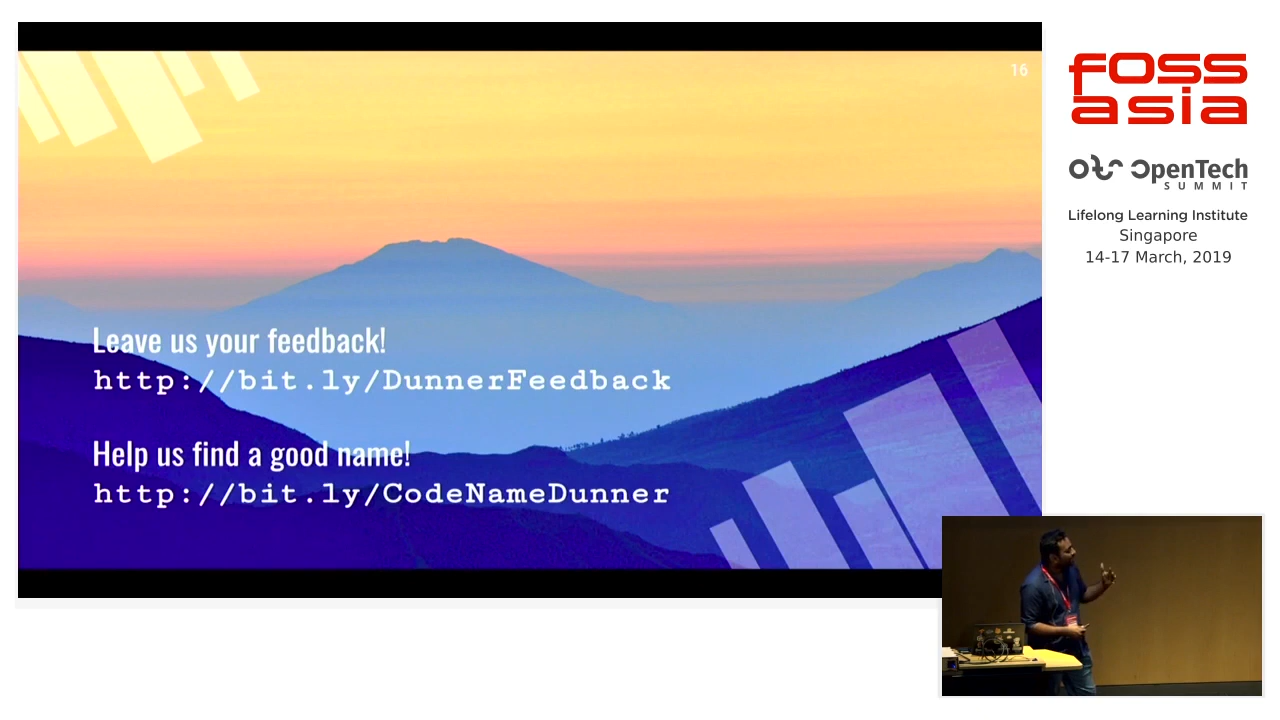 16
Leave us your feedback!
http://bit.ly/DunnerFeedback
Help us find a good name!
http://bit.ly/CodeNameDunner
fOSS
asia
OpenTech
SUMMIT
Lifelong Learning Institute
Singapore
14-17 March, 2019